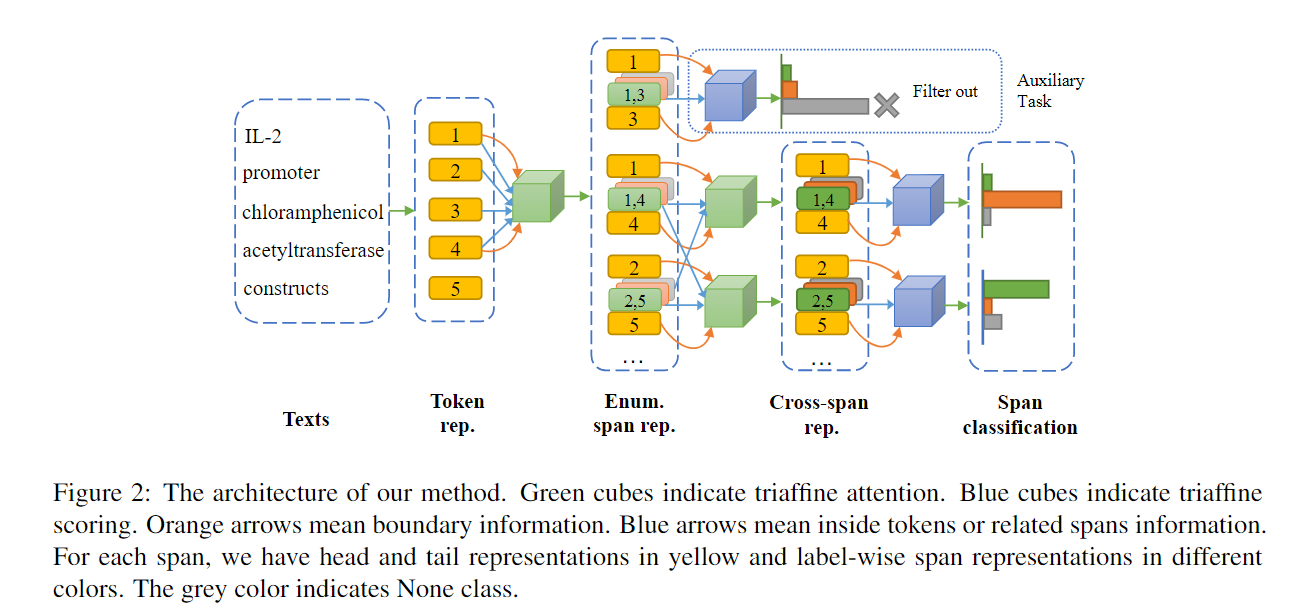 IL-2
promoter
chloramphenicol
acetyltransferase
constructs
1
2
3
4
5
1
1,3
3
1
1,4
4
2
2,5
5
...
Filter out
Auxiliary
Task
1
1,4
4
2
2,5
5
...
Texts
Token
rep.
Enum.
span rep.
Cross-span
rep.
Span
classification
Figure 2: The architecture of our method. Green cubes indicate triaffine attention. Blue cubes indicate triaffine
scoring. Orange arrows mean boundary information. Blue arrows mean inside tokens or related spans information.
For each span, we have head and tail representations in yellow and label-wise span representations in different
colors. The grey color indicates None class.